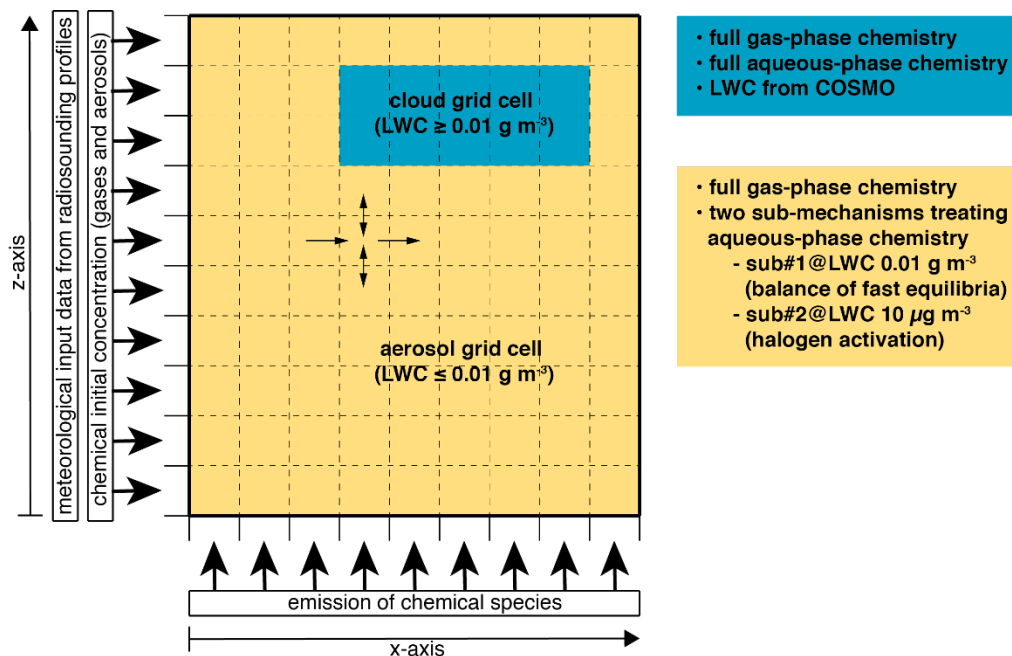 z-axis
meteorological input data from radiosounding profiles
chemical initial concentration (gases and aerosols)
cloud grid cell
(LWC ≥ 0.01 g m⁻³)
aerosol grid cell
(LWC ≤ 0.01 g m⁻³)
emission of chemical species
x-axis
· full gas-phase chemistry
· full aqueous-phase chemistry
· LWC from COSMO
· full gas-phase chemistry
· two sub-mechanisms treating
aqueous-phase chemistry
- sub#1@LWC 0.01 g m⁻³
(balance of fast equilibria)
- sub#2@LWC 10 µg m⁻³
(halogen activation)